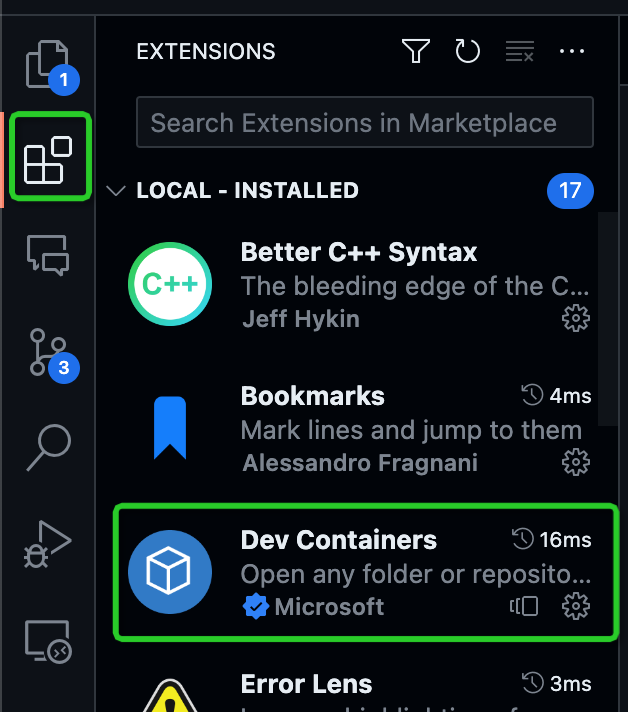 1
EXTENSIONS
Search Extensions in Marketplace
LOCAL - INSTALLED 17
C++
Better C++ Syntax
The bleeding edge of the C...
Jeff Hykin
3
Bookmarks 4ms
Mark lines and jump to them
Alessandro Fragnani
Dev Containers 16ms
Open any folder or reposito...
Microsoft
Error Lens 3ms